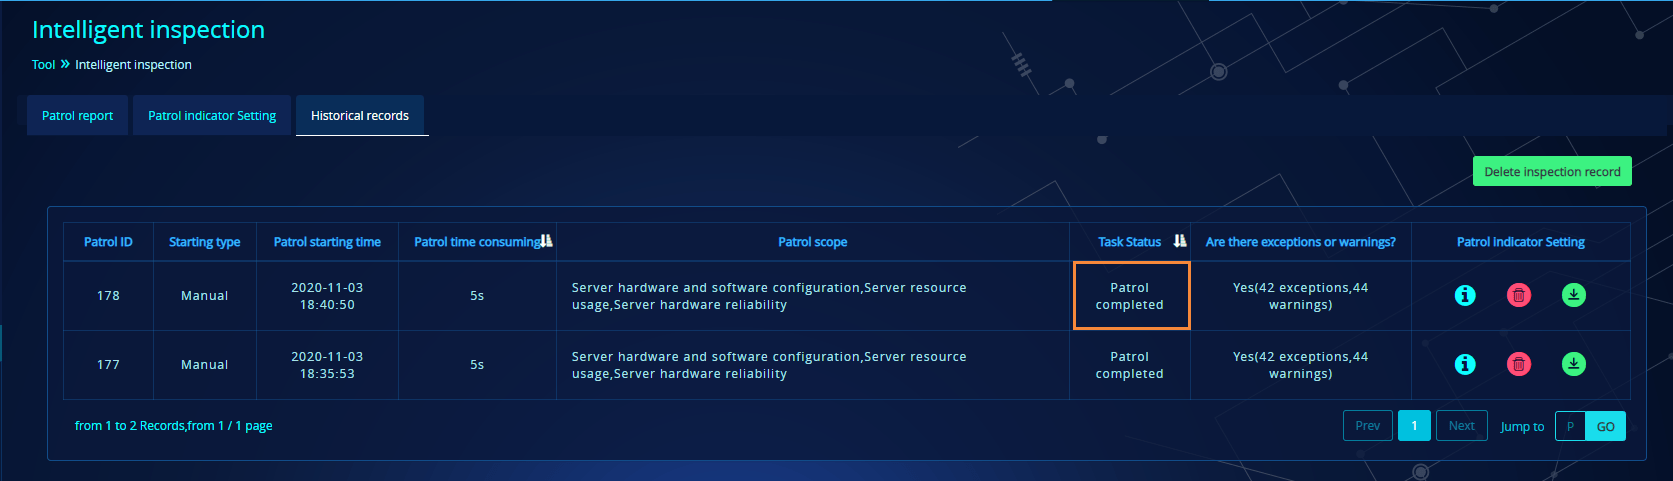 Intelligent inspection
Tool » Intelligent inspection
Patrol report
Patrol indicator Setting
Historical records
Delete inspection record
Patrol ID
Starting type
Patrol starting time
Patrol time consuming
Patrol scope
Task Status
Are there exceptions or warnings?
Patrol indicator Setting
178
Manual
2020-11-03
18:40:50
5s
Server hardware and software configuration,Server resource
usage,Server hardware reliability
Patrol
completed
Yes(42 exceptions,44
warnings)
177
Manual
2020-11-03
18:35:53
5s
Server hardware and software configuration,Server resource
usage,Server hardware reliability
Patrol
completed
Yes(42 exceptions,44
warnings)
from 1 to 2 Records,from 1 / 1 page
Prev
1
Next
Jump to
P
GO